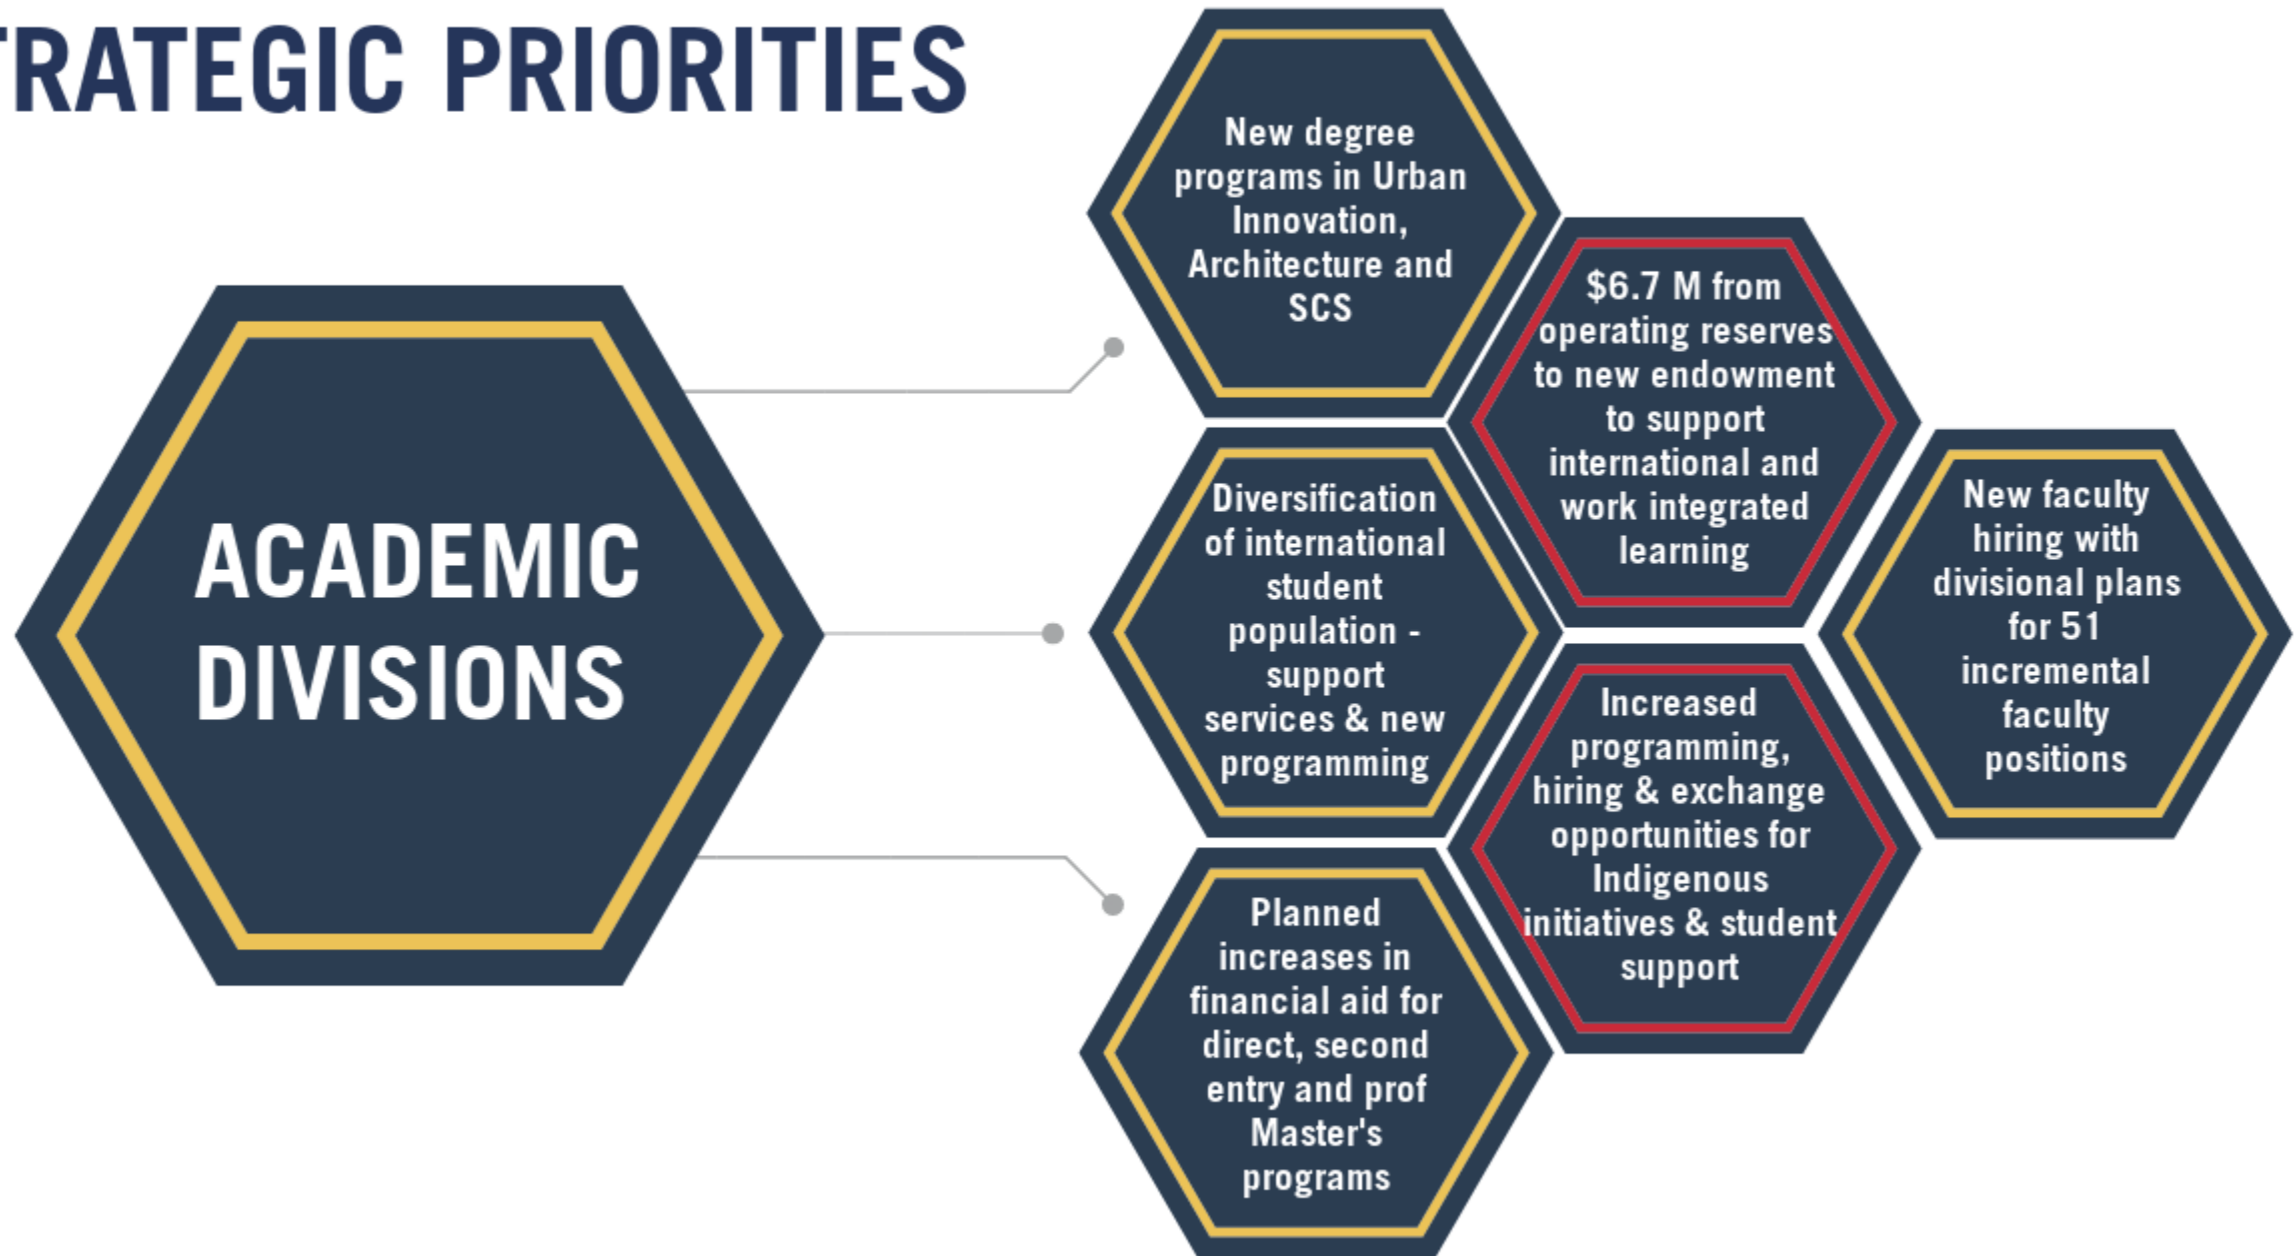 TRATEGIC PRIORITIES
ACADEMIC
DIVISIONS
New degree
programs in Urban
Innovation,
Architecture and
SCS
$6.7 M from
operating reserves
to new endowment
to support
international and
work integrated
learning
Diversification
of international
student
population -
support
services & new
programming
New faculty
hiring with
divisional plans
for 51
incremental
faculty
positions
Increased
programming,
hiring & exchange
opportunities for
Indigenous
initiatives & student
support
Planned
increases in
financial aid for
direct, second
entry and prof
Master's
programs